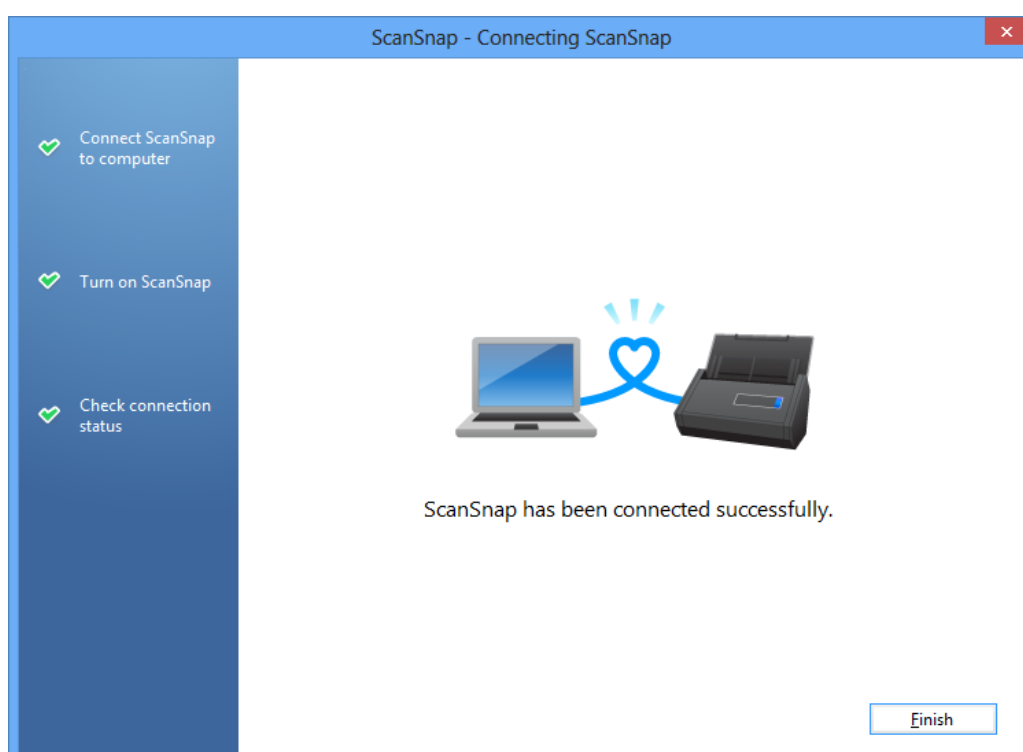 ScanSnap - Connecting ScanSnap
Connect ScanSnap
to computer
Turn on ScanSnap
Check connection
status
ScanSnap has been connected successfully.
Finish